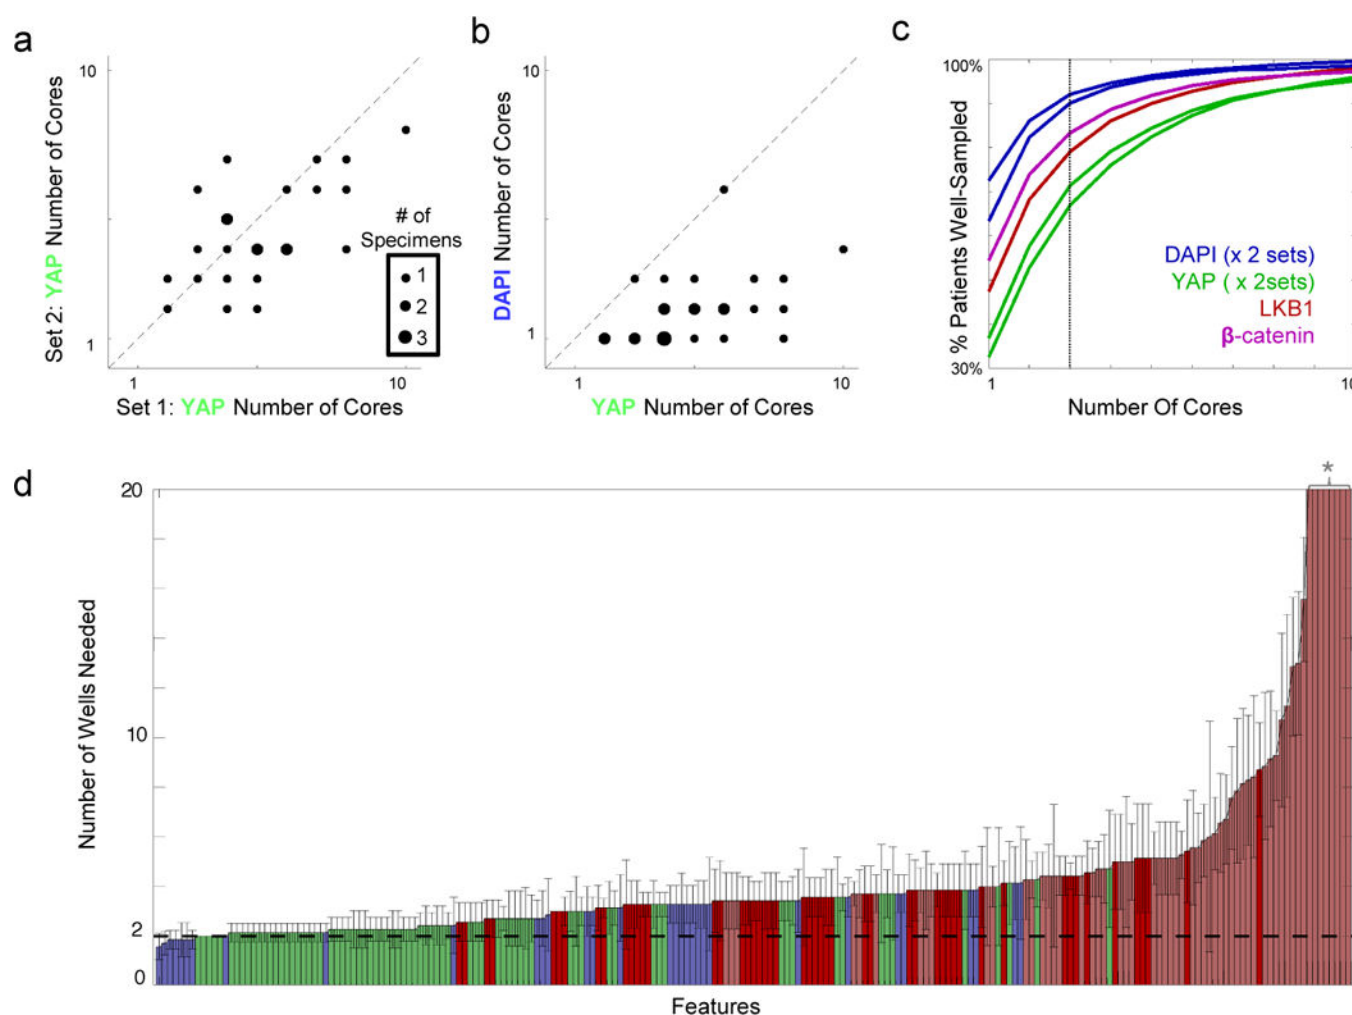 a
10
Set 2: YAP Number of Cores
1
1
10
Set 1: YAP Number of Cores
# of
Specimens
1
2
3
b
10
DAPI Number of Cores
1
1
10
YAP Number of Cores
c
100%
% Patients Well-Sampled
30%
1
10
Number Of Cores
DAPI (x 2 sets)
YAP ( x 2sets)
LKB1
β-catenin
d
20
10
2
0
Number of Wells Needed
*
Features